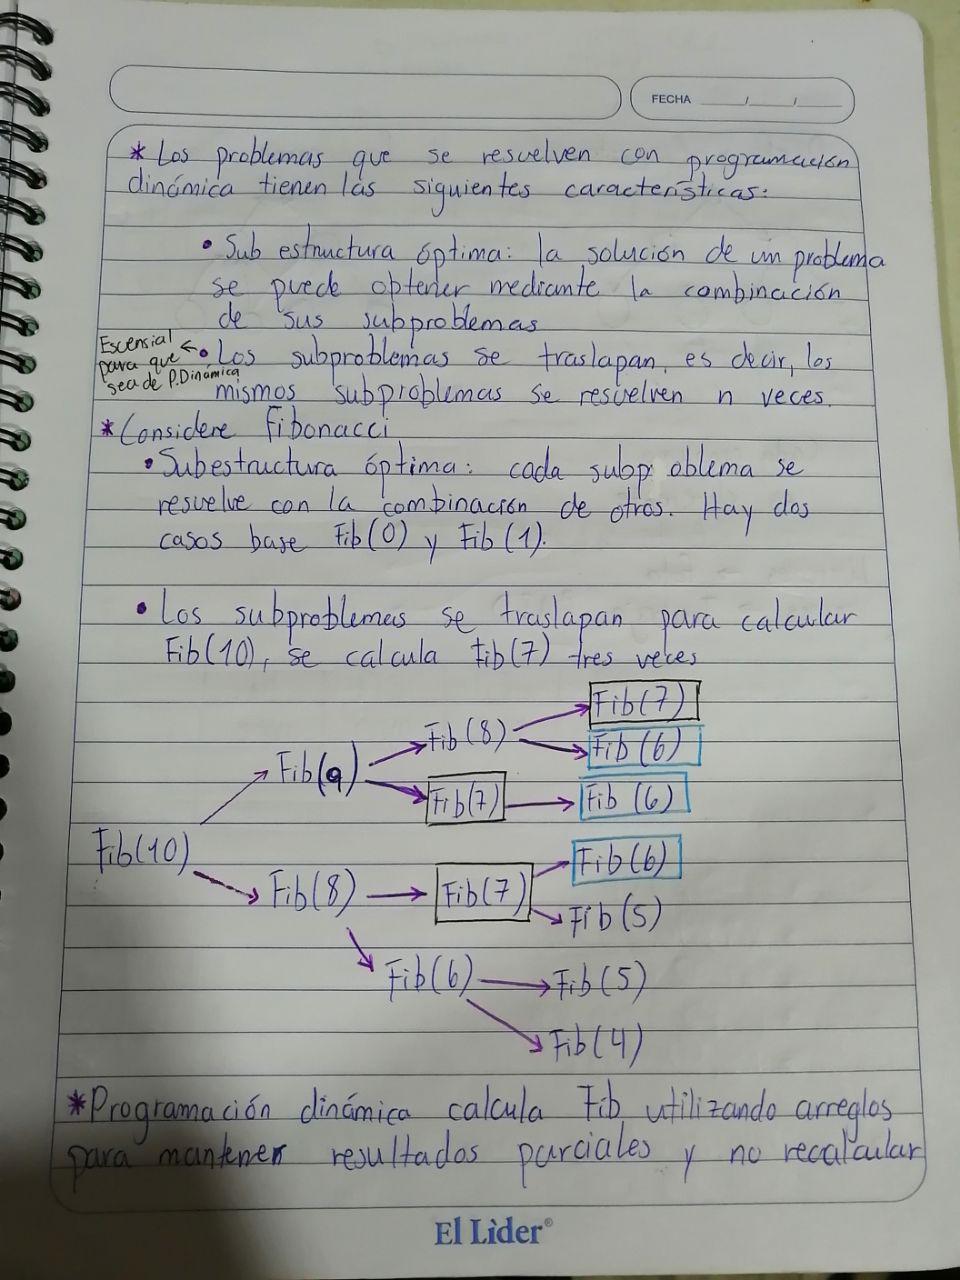 FECHA
* Los problemas que se resuelven con programación
dinámica tienen las siguientes características:
• Sub estructura óptima: la solución de un problema
se puede obtener mediante la combinación
de sus subproblemas
Escensial
para que
sea de P.Dinámica
• Los subproblemas se traslapan, es decir, los
mismos subproblemas se resuelven n veces.
* Considere Fibonacci
• Subestructura óptima: cada subpr oblema se
resuelve con la combinación de otros. Hay dos
casos base Fib(0) y Fib(1).
• Los subproblemas se traslapan para calcular
Fib(10), se calcula Fib(7) tres veces
Fib(7)
Fib(8)
Fib(6)
Fib(9)
Fib(7)
Fib(6)
Fib(10)
Fib(6)
Fib(8)
Fib(7)
Fib(5)
Fib(6)
Fib(5)
Fib(4)
* Programación dinámica calcula Fib utilizando arreglos
para mantener resultados parciales y no recalcular
El Lìder®